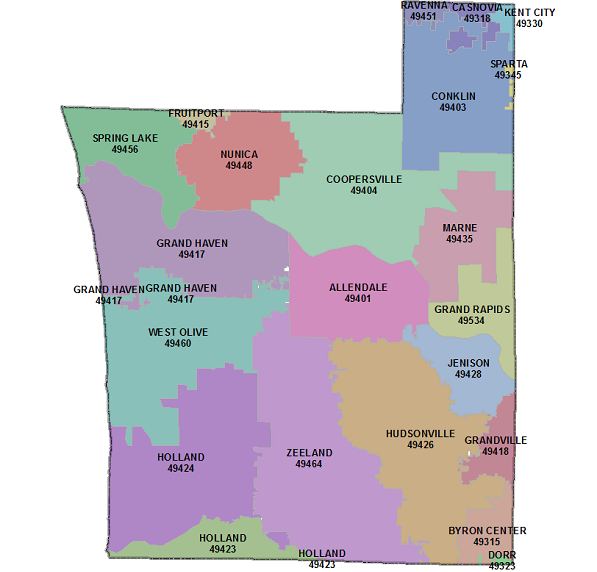 RAVENNA
49451
CASNOVIA
49318
KENT CITY
49330
SPARTA
49345
CONKLIN
49403
FRUITPORT
49415
SPRING LAKE
49456
NUNICA
49448
COOPERSVILLE
49404
MARNE
49435
GRAND HAVEN
49417
GRAND HAVEN
49417
GRAND HAVEN
49417
ALLENDALE
49401
GRAND RAPIDS
49534
WEST OLIVE
49460
JENISON
49428
HUDSONVILLE
49426
GRANDVILLE
49418
HOLLAND
49424
ZEELAND
49464
BYRON CENTER
49315
HOLLAND
49423
HOLLAND
49423
DORR
49323